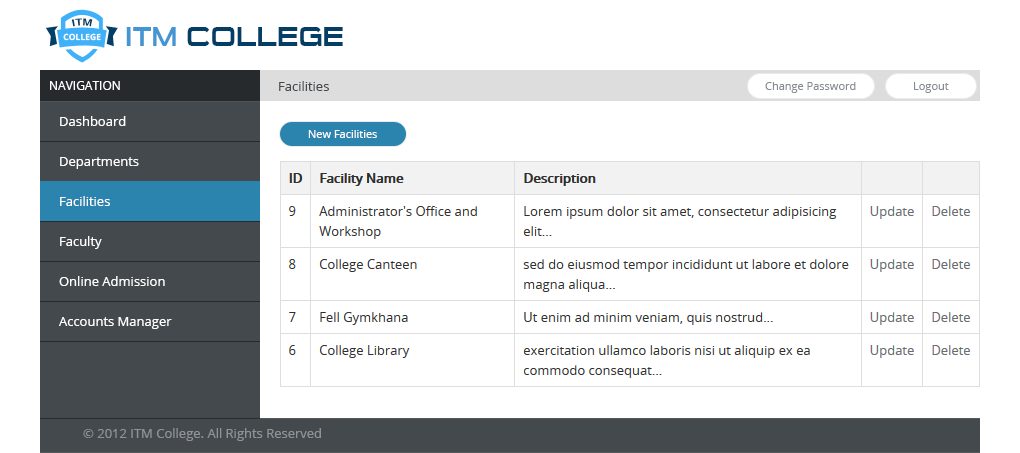 ITM
COLLEGE
ITM COLLEGE
NAVIGATION
Facilities
Change Password
Logout
Dashboard
Departments
Facilities
Faculty
Online Admission
Accounts Manager
New Facilities
ID Facility Name Description
9 Administrator's Office and Lorem ipsum dolor sit amet, consectetur adipisicing Update Delete
Workshop elit...
8 College Canteen sed do eiusmod tempor incididunt ut labore et dolore Update Delete
magna aliqua...
7 Fell Gymkhana Ut enim ad minim veniam, quis nostrud... Update Delete
6 College Library exercitation ullamco laboris nisi ut aliquip ex ea Update Delete
commodo consequat...
© 2012 ITM College. All Rights Reserved